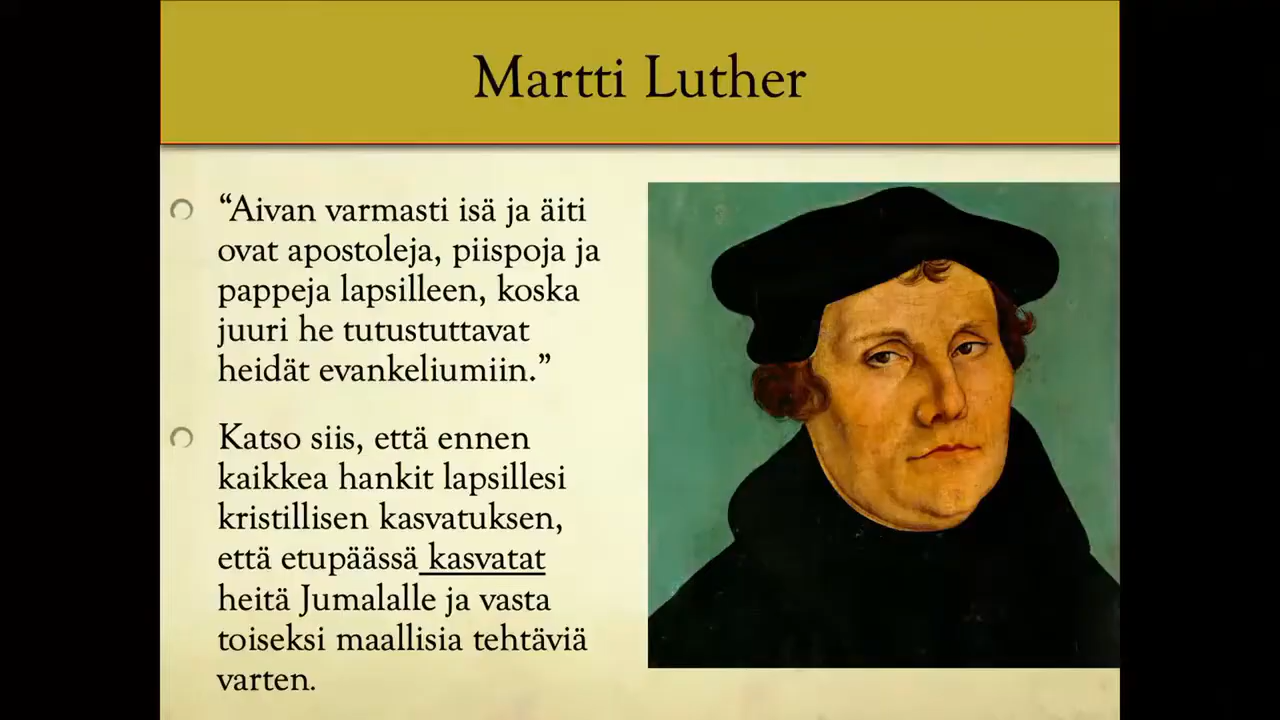 Martti Luther
“Aivan varmasti isä ja äiti
ovat apostoleja, piispoja ja
pappeja lapsilleen, koska
juuri he tutustuttavat
heidät evankeliumiin.”
Katso siis, että ennen
kaikkea hankit lapsillesi
kristillisen kasvatuksen,
että etupäässä kasvatat
heitä Jumalalle ja vasta
toiseksi maallisia tehtäviä
varten.